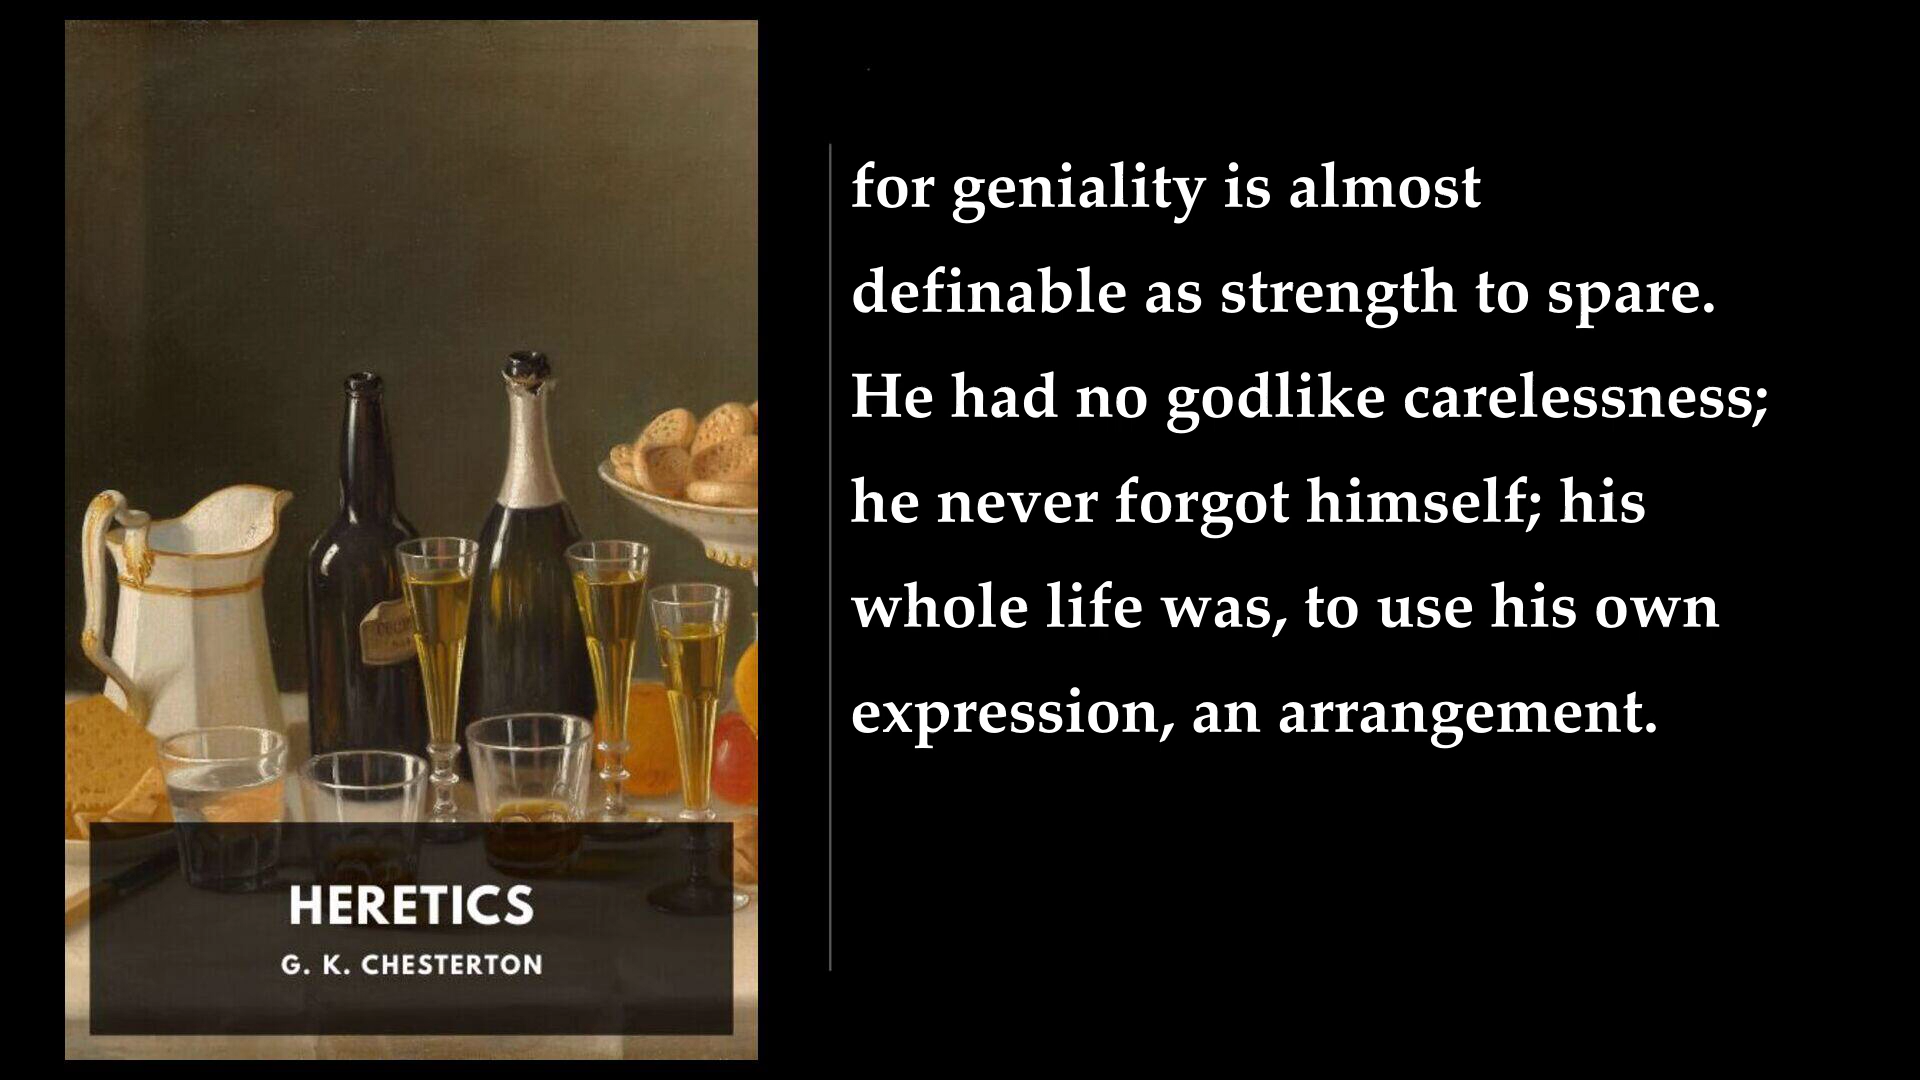 for geniality is almost
definable as strength to spare.
He had no godlike carelessness;
he never forgot himself; his
whole life was, to use his own
expression, an arrangement.
HERETICS
G. K. CHESTERTON